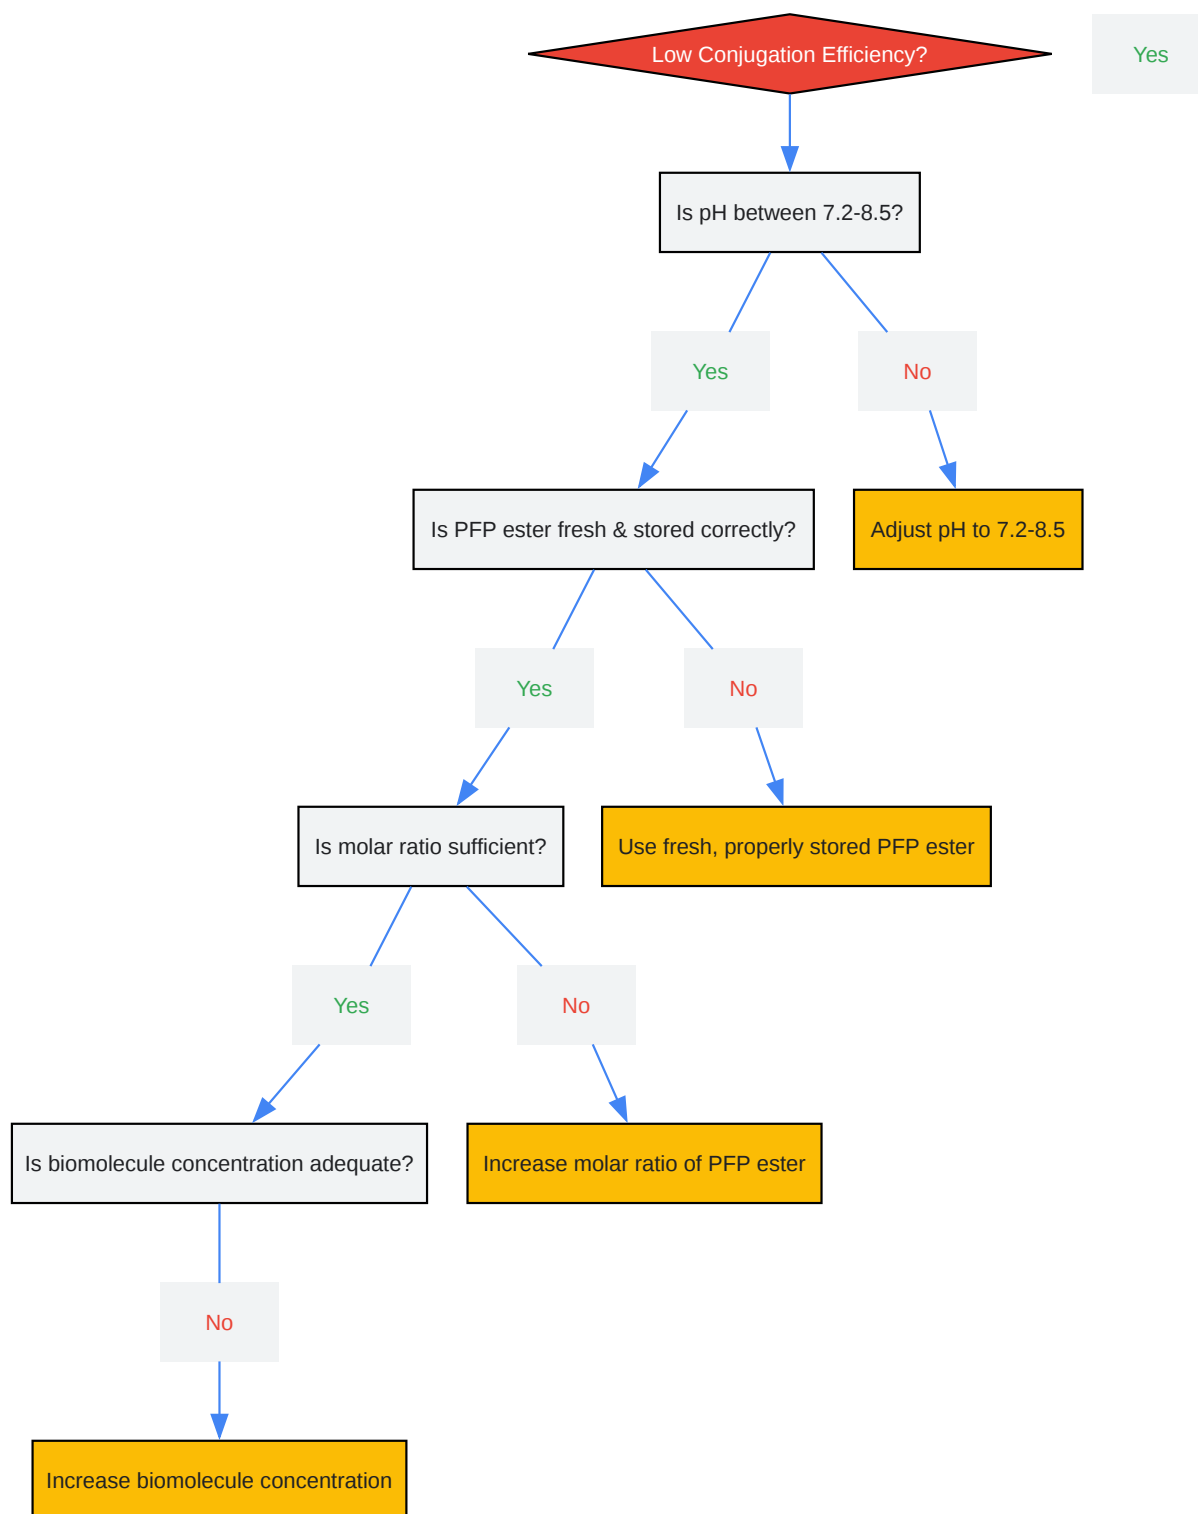 Low Conjugation Efficiency?
Yes
Is pH between 7.2-8.5?
Yes
No
Is PFP ester fresh & stored correctly?
Adjust pH to 7.2-8.5
Yes
No
Is molar ratio sufficient?
Use fresh, properly stored PFP ester
Yes
No
Is biomolecule concentration adequate?
Increase molar ratio of PFP ester
No
Increase biomolecule concentration